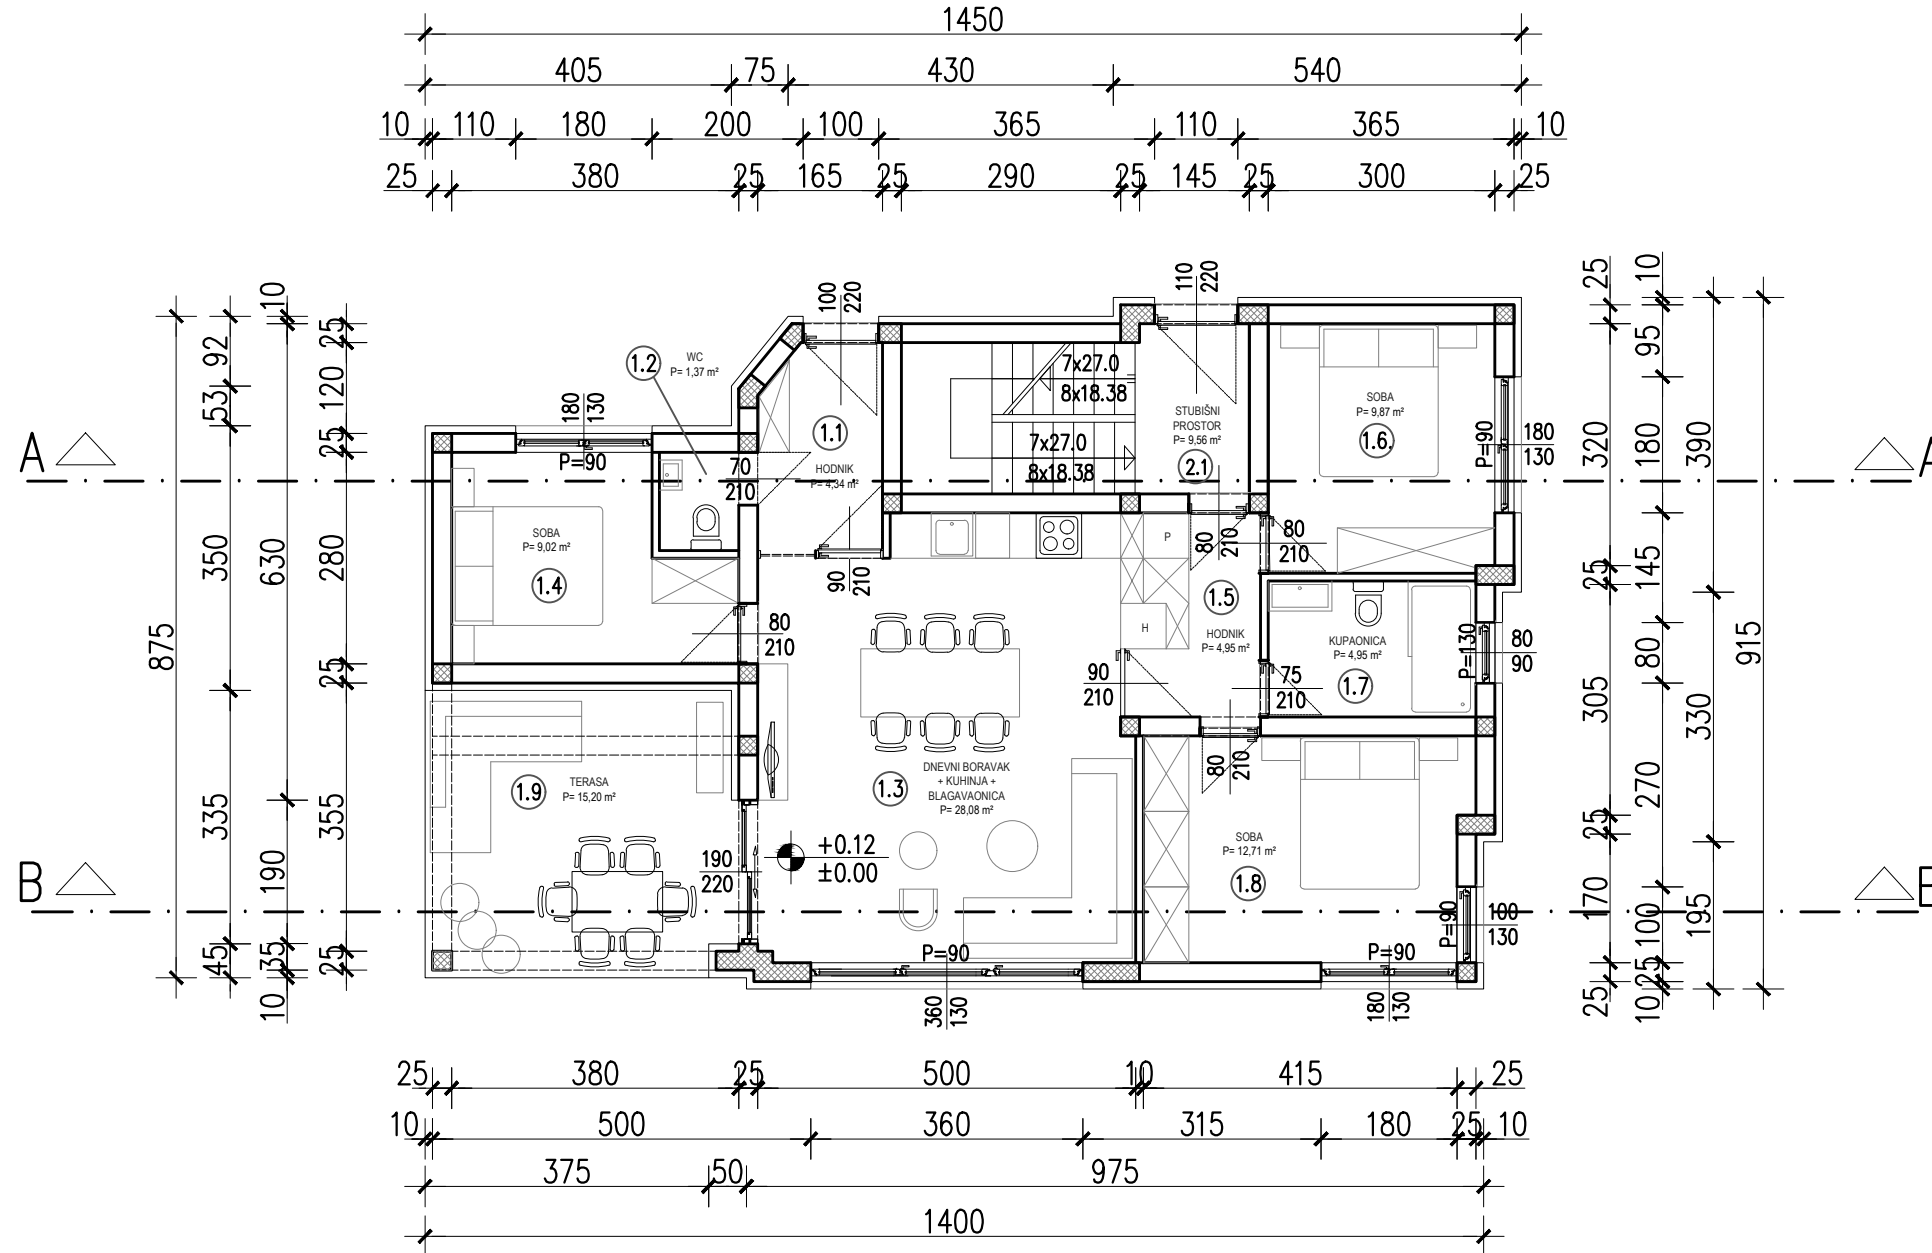 1450
405 75 430 540
10 110 180 200 100 365 110 365 10
25 380 25 165 25 290 25 145 25 300 25
875
92 53 350 335 45
10 630 190 35 10
25 120 25 280 25 355 25
25 320 25 305 25 170 25
10 95 180 145 80 270 100 25 10
390 330 195
915
100
220
110
220
1.2
WC
P= 1,37 m²
180
130
P=90
70
210
1.1
HODNIK
P= 4,34 m²
7x27.0
8x18.38
7x27.0
8x18.38
STUBIŠNI
PROSTOR
P= 9,56 m²
2.1
SOBA
P= 9,87 m²
1.6.
P=90
180
130
A
A
SOBA
P= 9,02 m²
1.4
80
210
90
210
P
H
80
210
80
210
1.5
HODNIK
P= 4,95 m²
KUPAONICA
P= 4,95 m²
1.7
P=130
80
90
90
210
75
210
80
210
1.9
TERASA
P= 15,20 m²
1.3
DNEVNI BORAVAK
+ KUHINJA +
BLAGAVAONICA
P= 28,08 m²
190
220
+0.12
±0.00
SOBA
P= 12,71 m²
1.8
P=90
100
130
B
P=90
360
130
P=90
180
130
25 380 25 500 10 415 25
10 500 360 315 180 25 10
375 50 975
1400